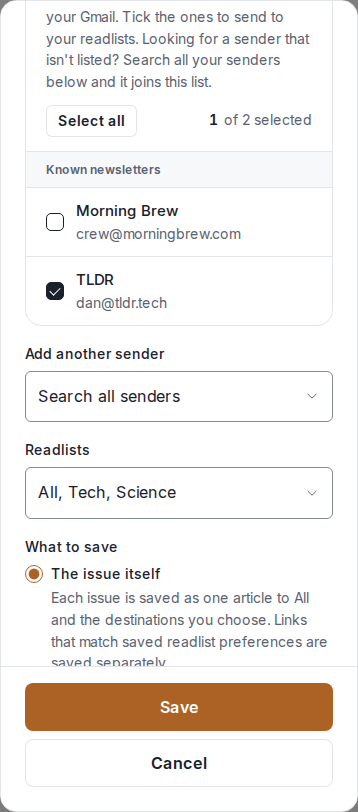 your Gmail. Tick the ones to send to
your readlists. Looking for a sender that
isn't listed? Search all your senders
below and it joins this list.
Select all
1 of 2 selected
Known newsletters
Morning Brew
crew@morningbrew.com
TLDR
dan@tldr.tech
Add another sender
Search all senders
Readlists
All, Tech, Science
What to save
The issue itself
Each issue is saved as one article to All
and the destinations you choose. Links
that match saved readlist preferences are
saved separately.
Save
Cancel